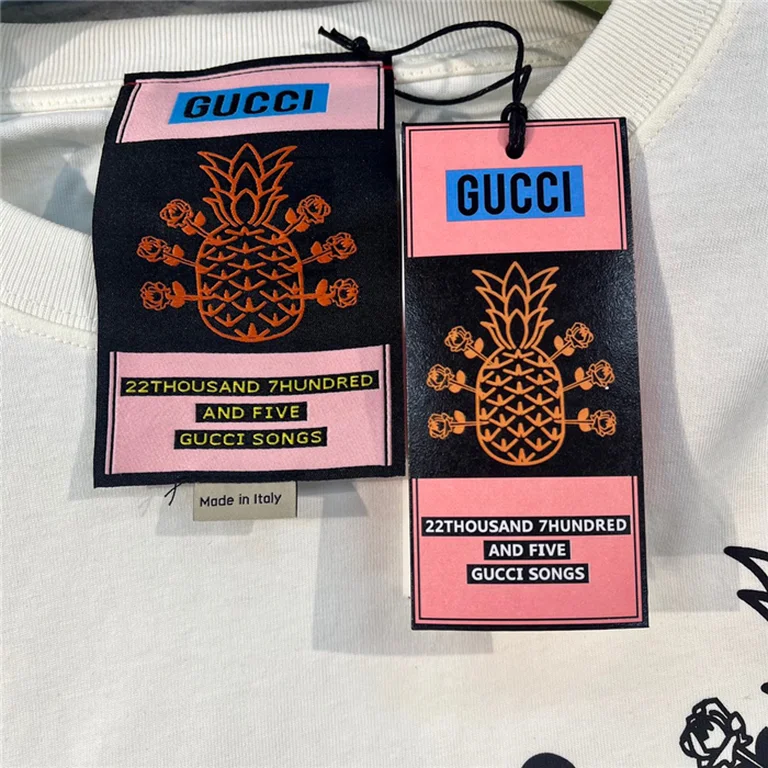 GUCCI
22THOUSAND 7HUNDRED
AND FIVE
GUCCI SONGS
Made in Italy
GUCCI
22THOUSAND 7HUNDRED
AND FIVE
GUCCI SONGS